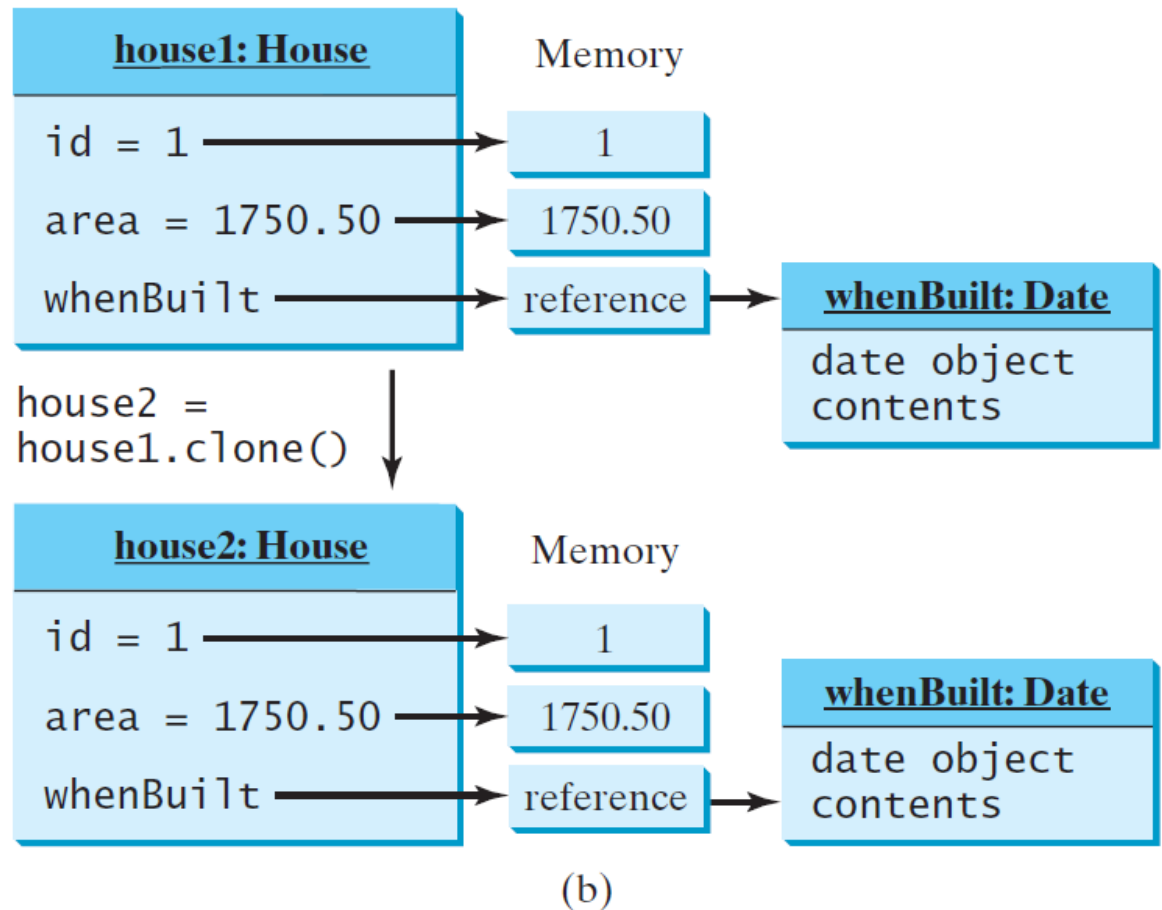 house1: House
Memory
id = 1
1
area = 1750.50
1750.50
whenBuilt
reference
whenBuilt: Date
date object
contents
house2 =
house1.clone()
house2: House
Memory
id = 1
1
area = 1750.50
1750.50
whenBuilt
reference
whenBuilt: Date
date object
contents
(b)